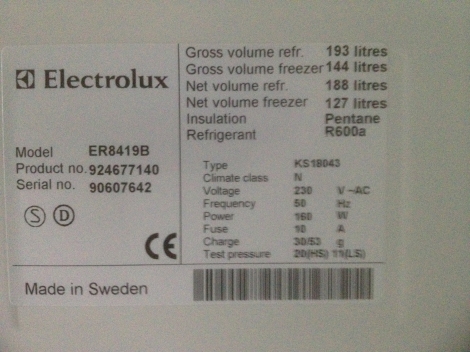 Electrolux
Model ER8419B
Product no. 924677140
Serial no. 90607642
S D
CE
Made in Sweden
Gross volume refr. 193 litres
Gross volume freezer 144 litres
Net volume refr. 188 litres
Net volume freezer 127 litres
Insulation Pentane
Refrigerant R600a
Type KS18043
Climate class N
Voltage 230 V~AC
Frequency 50 Hz
Power 160 W
Fuse 10 A
Charge 30/53 g
Test pressure 20(HS) 11(LS)